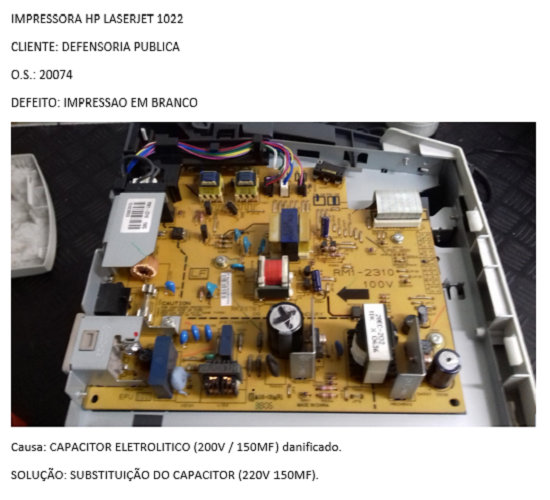 IMPRESSORA HP LASERJET 1022
CLIENTE: DEFENSORIA PUBLICA
O.S.: 20074
DEFEITO: IMPRESSAO EM BRANCO
RM1-2310
100V
CAUTION
Causa: CAPACITOR ELETROLITICO (200V / 150MF) danificado.
SOLUÇÃO: SUBSTITUIÇÃO DO CAPACITOR (220V 150MF).